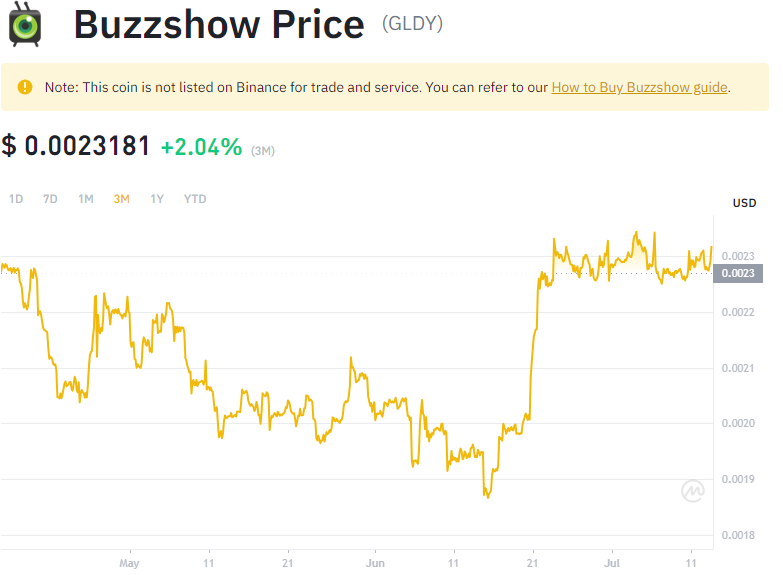 Buzzshow Price (GLDY)
Note: This coin is not listed on Binance for trade and service. You can refer to our How to Buy Buzzshow guide.
$ 0.0023181 +2.04% (3M)
1D 7D 1M 3M 1Y YTD
USD
0.0023
0.0023
0.0022
0.0021
0.0020
0.0019
0.0018
May 11 21 Jun 11 21 Jul 11